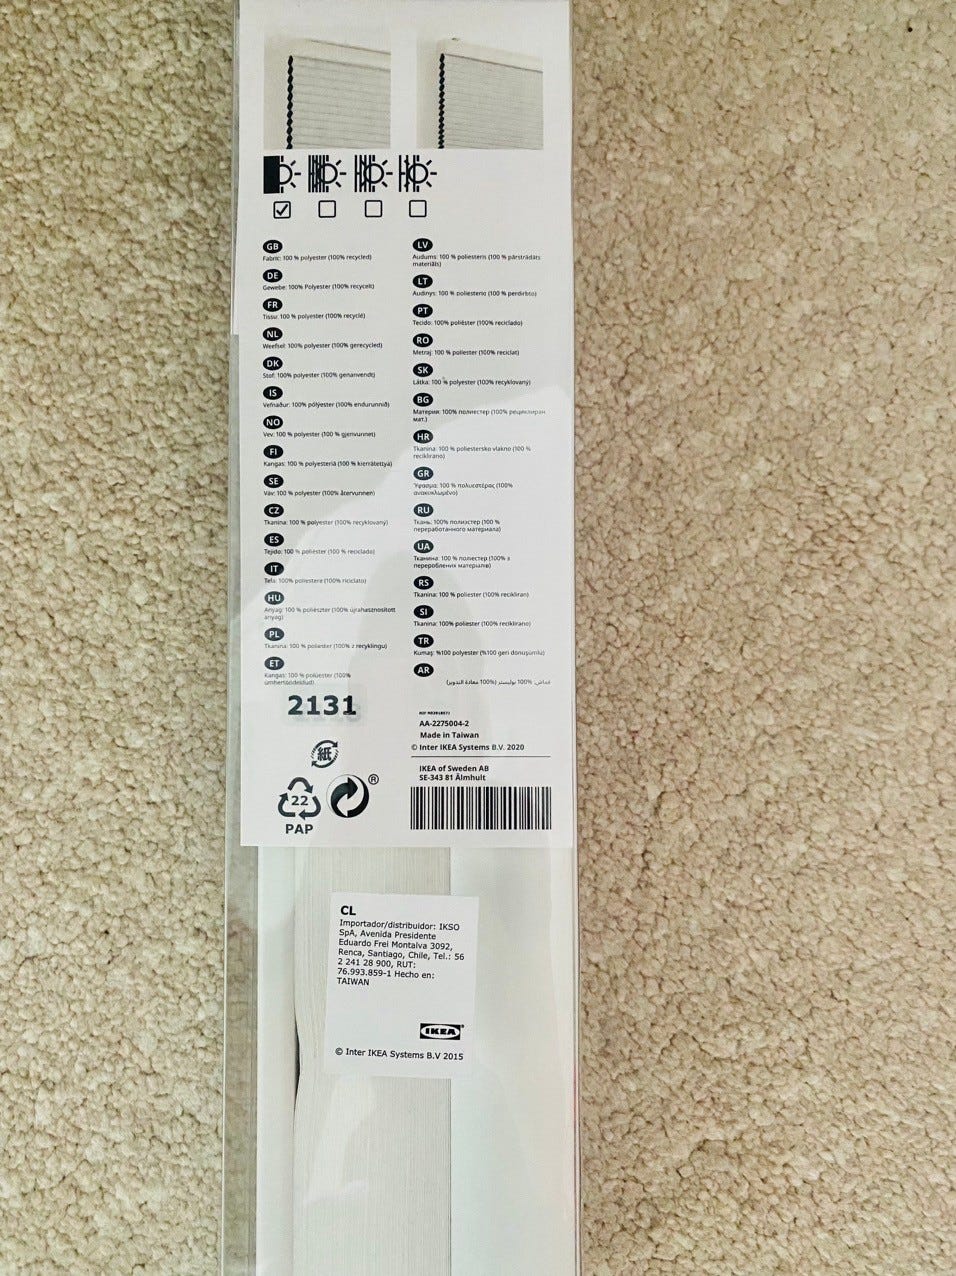 GB
Fabric: 100 % polyester (100% recycled)
DE
Gewebe: 100% Polyester (100% recycelt)
FR
Tissu: 100 % polyester (100% recyclé)
NL
Weefsel: 100% polyester (100% gerecycled)
DK
Stof: 100% polyester (100% genanvendt)
IS
Vefnaður: 100% pólýester (100% endurunnið)
NO
Vev: 100 % polyester (100 % gjenvunnet)
FI
Kangas: 100 % polyesteriä (100 % kierrätettyä)
SE
Väv: 100 % polyester (100% återvunnen)
CZ
Tkanina: 100 % polyester (100% recyklovaný)
ES
Tejido: 100 % poliéster (100 % reciclado)
IT
Tela: 100% poliestere (100% riciclato)
HU
Anyag: 100 % poliészter (100% újrahasznosított
anyag)
PL
Tkanina: 100 % poliester (100% z recyklingu)
ET
Kangas: 100 % polüester (100%
ümbertöödeldud)
LV
Audums: 100 % poliesteris (100 % pārstrādāts
materiāls)
LT
Audinys: 100 % poliesterio (100 % perdirbto)
PT
Tecido: 100% poliéster (100% reciclado)
RO
Metraj: 100 % poliester (100% reciclat)
SK
Látka: 100 % polyester (100% recyklovaný)
BG
Материя: 100% полиестер (100% рециклиран
мат.)
HR
Tkanina: 100 % poliestersko vlakno (100 %
reciklirano)
GR
Ύφασμα: 100 % πολυεστέρας (100%
ανακυκλωμένο)
RU
Ткань: 100% полиэстер (100 %
переработанного материала)
UA
Тканина: 100 % поліестер (100% з
перероблених матеріалів)
RS
Tkanina: 100 % poliester (100% recikliran)
SI
Tkanina: 100% poliester (100% reciklirano)
TR
Kumaş: %100 polyester (%100 geri dönüşümlü)
AR
قماش: 100% بوليستر (100% معادة التدوير)
2131
紙
22
PAP
®
AA-2275004-2
Made in Taiwan
© Inter IKEA Systems B.V. 2020
IKEA of Sweden AB
SE-343 81 Älmhult
CL
Importador/distribuidor: IKSO
SpA, Avenida Presidente
Eduardo Frei Montalva 3092,
Renca, Santiago, Chile, Tel.: 56
2 241 28 900, RUT:
76.993.859-1 Hecho en:
TAIWAN
IKEA®
© Inter IKEA Systems B.V 2015